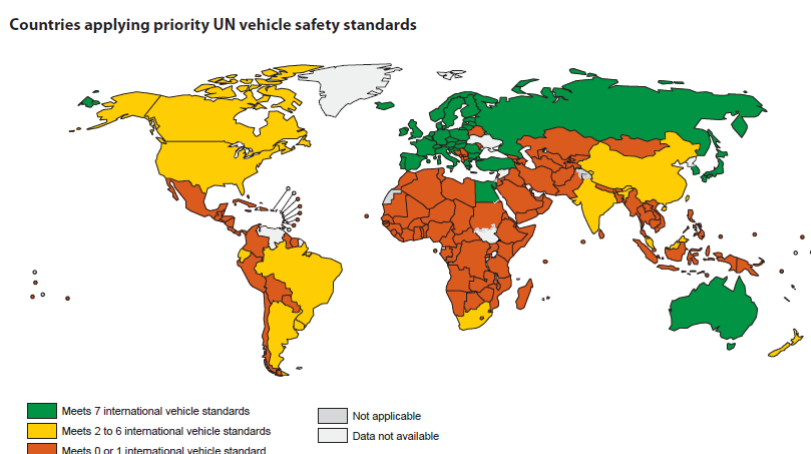 Countries applying priority UN vehicle safety standards
Meets 7 international vehicle standards
Meets 2 to 6 international vehicle standards
Meets 0 or 1 international vehicle standard
Not applicable
Data not available